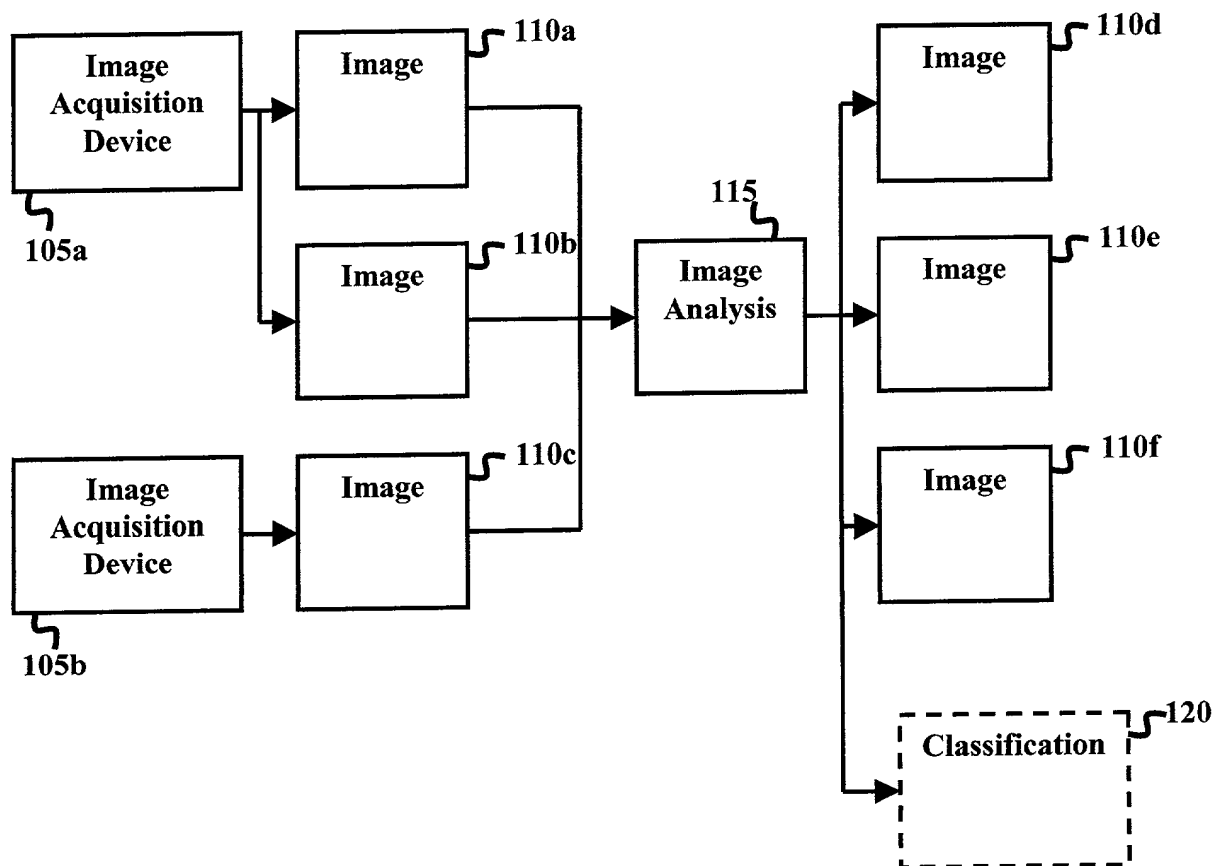 Image
Acquisition
Device
105a
Image
110a
Image
110b
Image
Acquisition
Device
105b
Image
110c
115
Image
Analysis
Image
110d
Image
110e
Image
110f
Classification
120